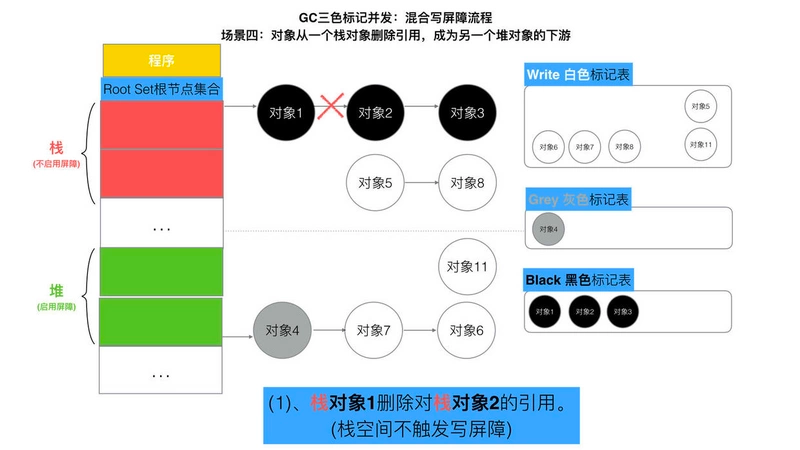 GC三色标记并发：混合写屏障流程
场景四：对象从一个栈对象删除引用，成为另一个堆对象的下游
程序
Root Set根节点集合
栈
(不启用屏障)
...
堆
(启用屏障)
...
对象1
对象2
对象3
对象5
对象8
对象11
对象4
对象7
对象6
Write 白色标记表
对象5
对象6
对象7
对象8
对象11
Grey 灰色标记表
对象4
Black 黑色标记表
对象1
对象2
对象3
(1)、栈对象1删除对栈对象2的引用。
(栈空间不触发写屏障)